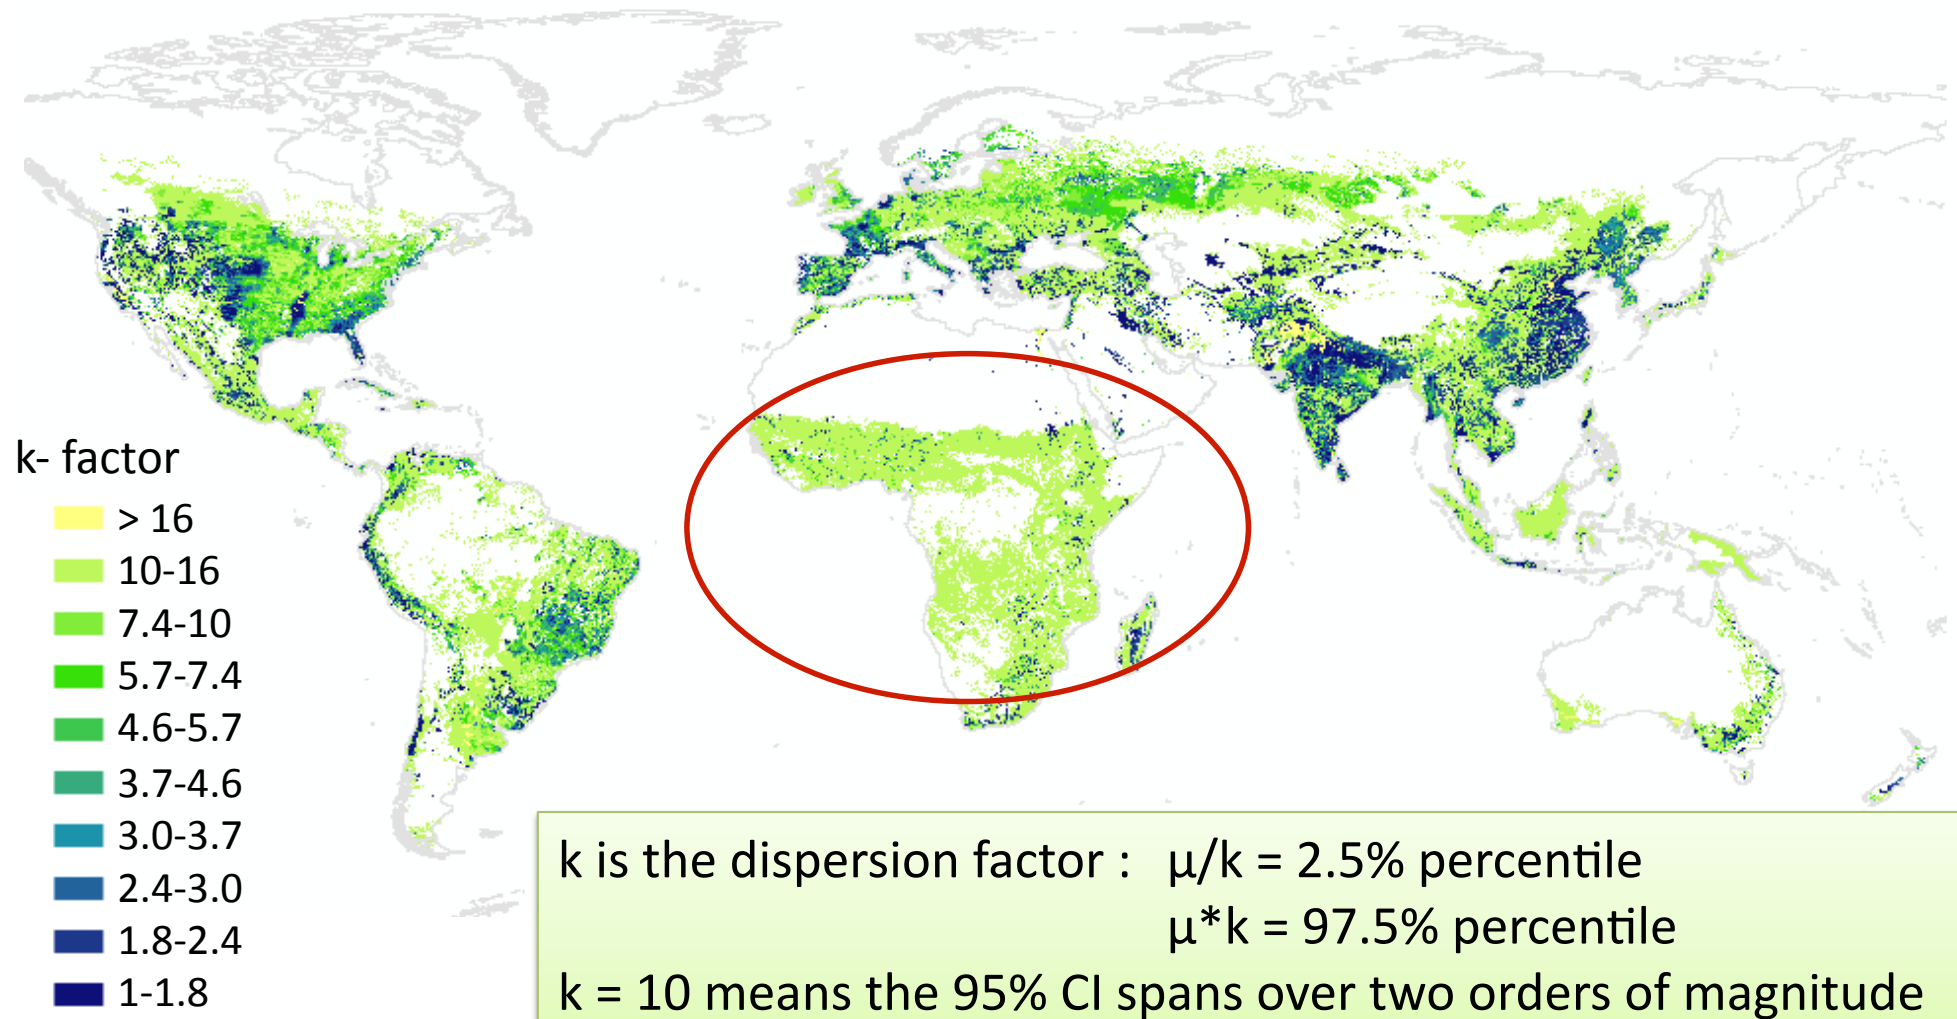 k- factor
> 16
10-16
7.4-10
5.7-7.4
4.6-5.7
3.7-4.6
3.0-3.7
2.4-3.0
1.8-2.4
1-1.8
k is the dispersion factor : μ/k = 2.5% percentile
μ*k = 97.5% percentile
k = 10 means the 95% CI spans over two orders of magnitude